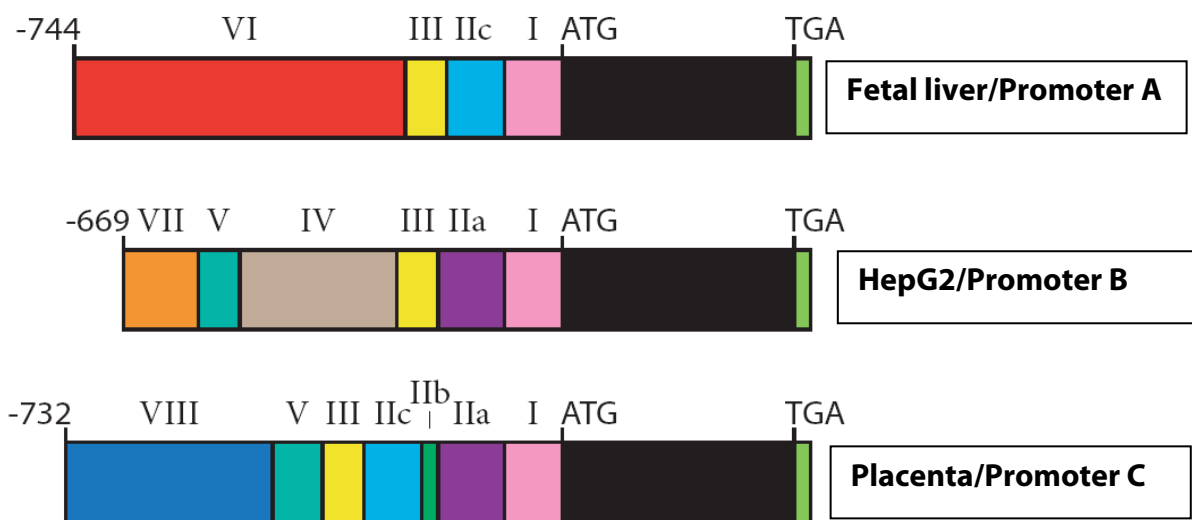 -744 VI III IIc I ATG TGA
Fetal liver/Promoter A
-669 VII V IV III IIa I ATG TGA
HepG2/Promoter B
IIb
-732 VIII V III IIc IIa I ATG TGA
Placenta/Promoter C